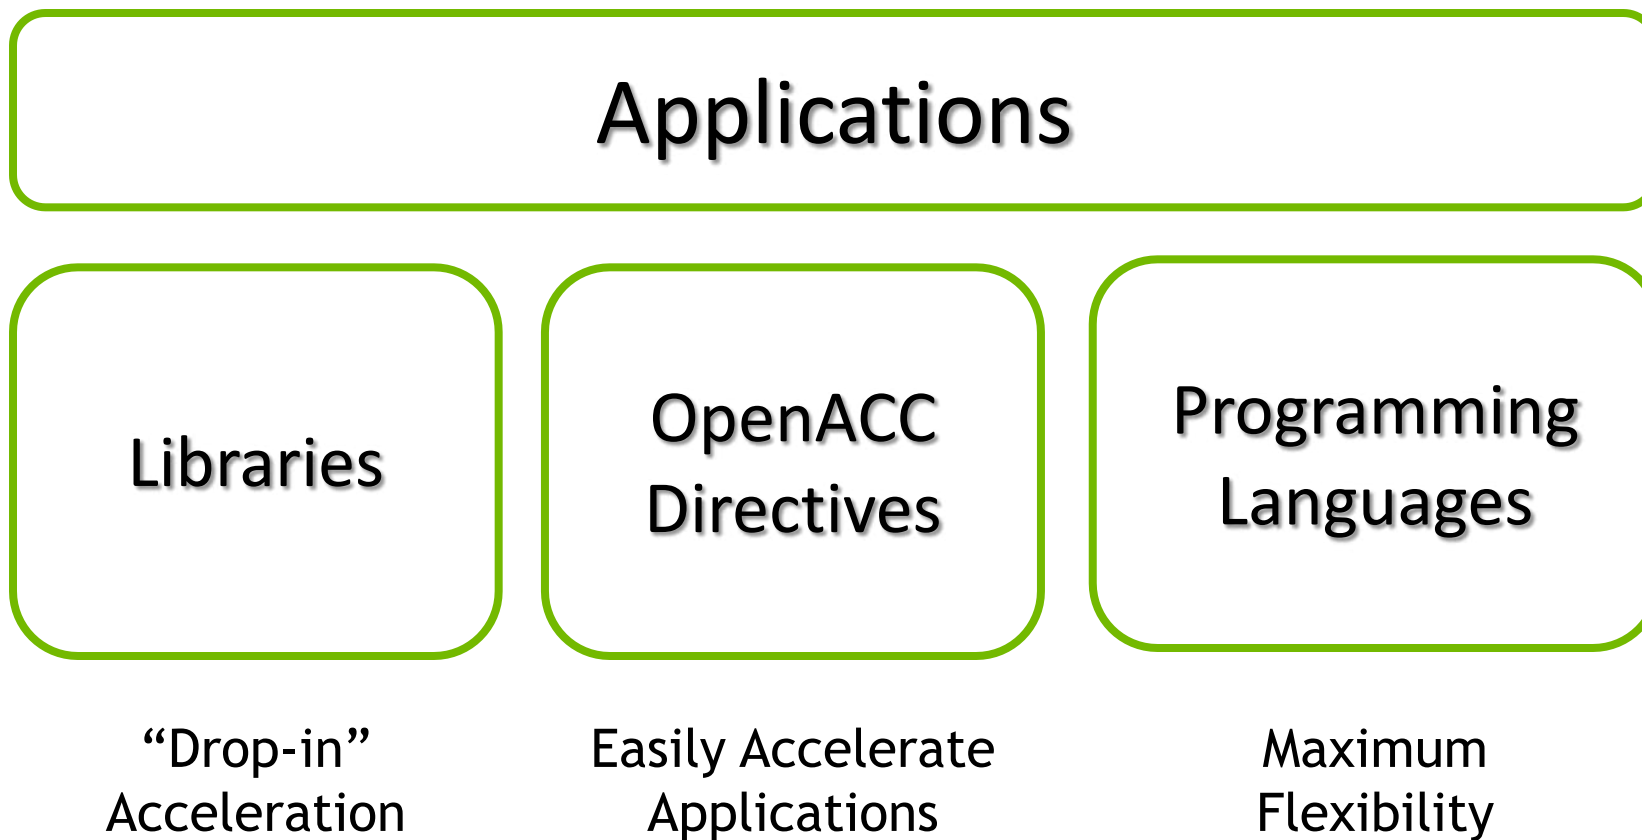 Applications
Libraries
OpenACC
Directives
Programming
Languages
“Drop-in”
Acceleration
Easily Accelerate
Applications
Maximum
Flexibility